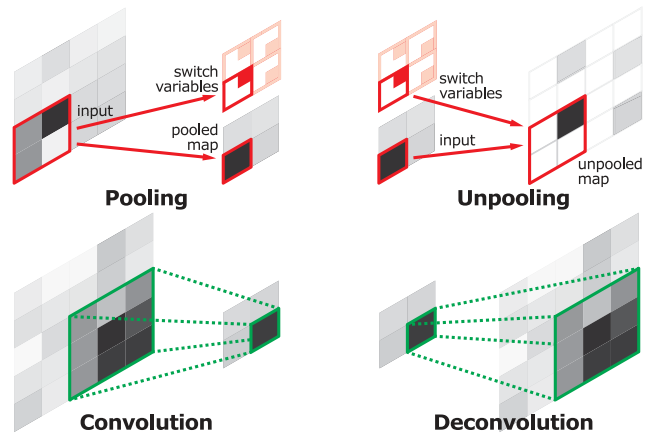 switch
variables
input
pooled
map
Pooling
switch
variables
input
unpooled
map
Unpooling
Convolution
Deconvolution